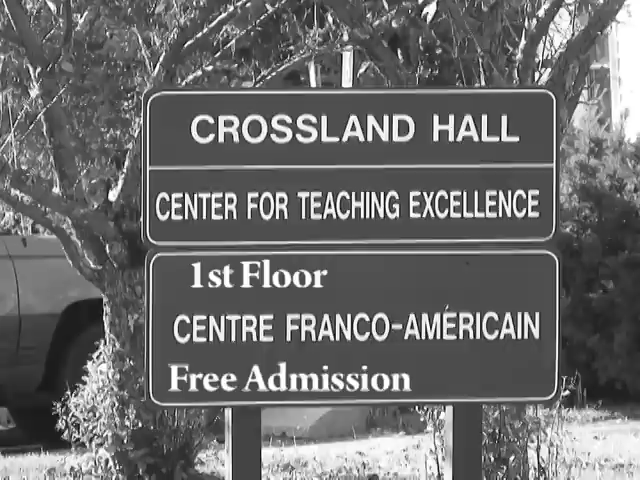 CROSSLAND HALL
CENTER FOR TEACHING EXCELLENCE
1st Floor
CENTRE FRANCO-AMÉRICAIN
Free Admission